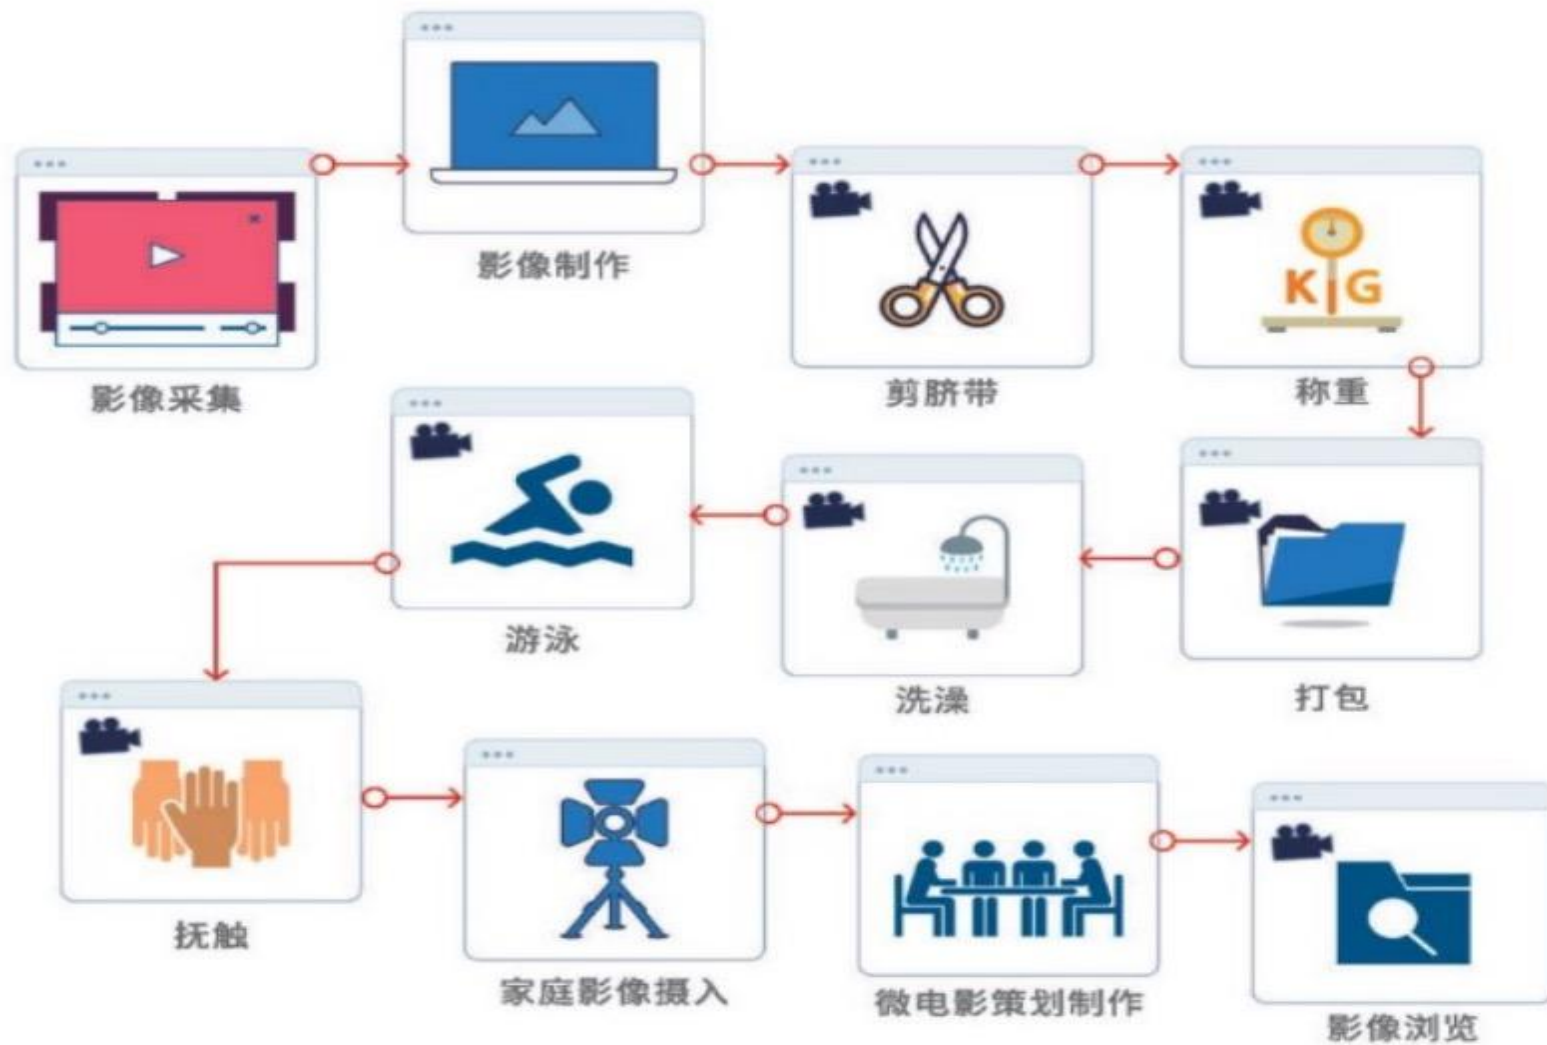 影像采集
影像制作
剪脐带
KG
称重
打包
洗澡
游泳
抚触
家庭影像摄入
微电影策划制作
影像浏览